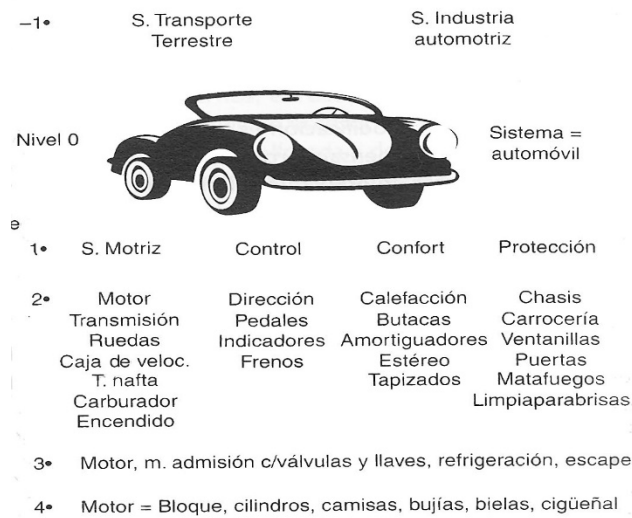 –1• S. Transporte Terrestre S. Industria automotriz
Nivel 0 Sistema = automóvil
e
1• S. Motriz Control Confort Protección
2• Motor Dirección Calefacción Chasis
Transmisión Pedales Butacas Carrocería
Ruedas Indicadores Amortiguadores Ventanillas
Caja de veloc. Frenos Estéreo Puertas
T. nafta Tapizados Matafuegos
Carburador Limpiaparabrisas
Encendido
3• Motor, m. admisión c/válvulas y llaves, refrigeración, escape
4• Motor = Bloque, cilindros, camisas, bujías, bielas, cigüeñal